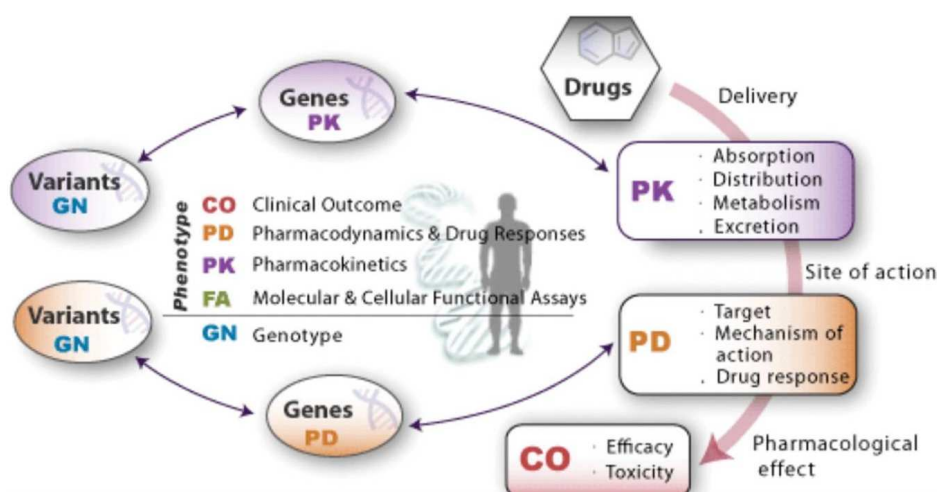 Drugs
Delivery
Genes
PK
Variants
GN
PK
· Absorption
· Distribution
· Metabolism
. Excretion
Phenotype
CO Clinical Outcome
PD Pharmacodynamics & Drug Responses
PK Pharmacokinetics
FA Molecular & Cellular Functional Assays
GN Genotype
Site of action
Variants
GN
PD
· Target
· Mechanism of
action
. Drug response
Genes
PD
CO
· Efficacy
· Toxicity
Pharmacological
effect